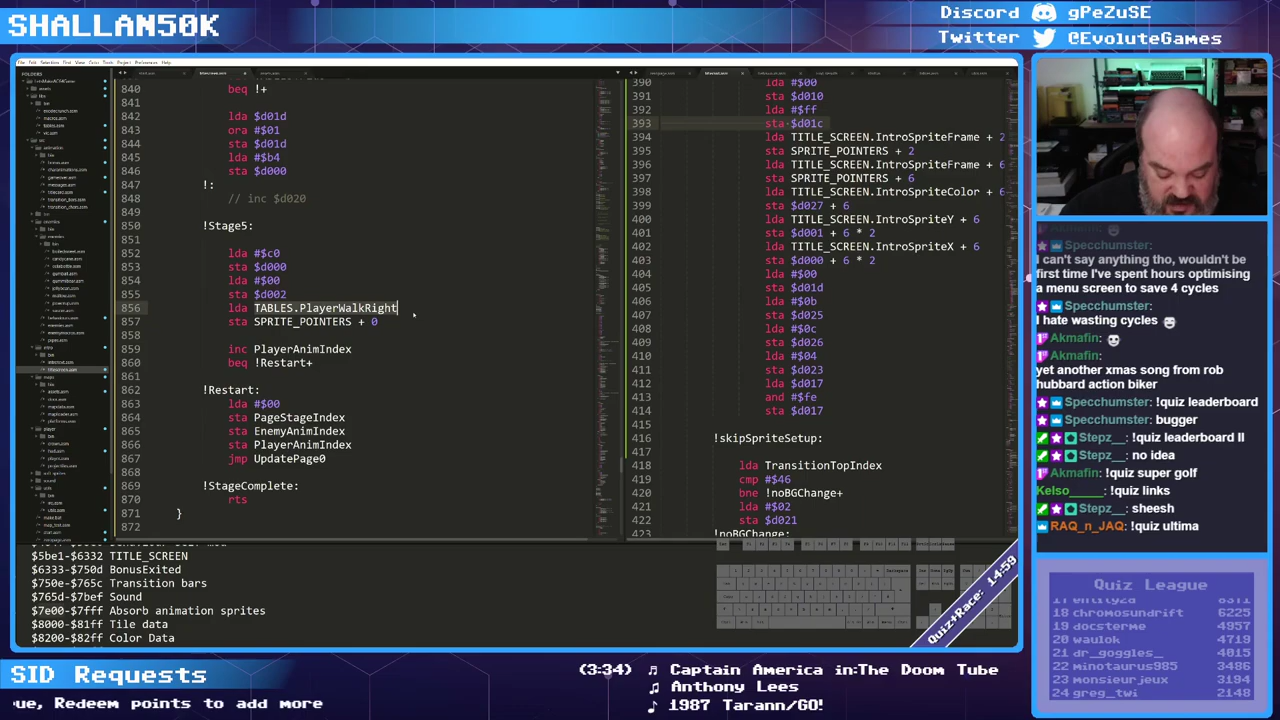 SHALLAN50K
Discord gPeZuSE
Twitter @EvoluteGames
FOLDERS
840 beq !+
841
842 lda $d01d
843 ora #$01
844 sta $d01d
845 lda #$b4
846 sta $d000
847 !:
848 // inc $d020
850 !Stage5:
852 lda #$c0
853 sta $d000
854 lda #$00
855 sta $d002
856 lda TABLES.PlayerWalkRight
857 sta SPRITE_POINTERS + 0
858
859 inc PlayerAnimIndex
860 beq !Restart+
861
862 !Restart:
863 lda #$00
864 sta PageStageIndex
865 sta EnemyAnimIndex
866 sta PlayerAnimIndex
867 jmp UpdatePage0
868
869 !StageComplete:
870 rts
871 }
872
390 lda #$00
391 sta $d010
392 lda #$ff
393 sta $d01c
394 lda TITLE_SCREEN.IntroSpriteFrame + 2
395 sta SPRITE_POINTERS + 2
396 lda TITLE_SCREEN.IntroSpriteFrame + 6
397 sta SPRITE_POINTERS + 6
398 lda TITLE_SCREEN.IntroSpriteColor + 6
399 sta $d027 + 6
400 lda TITLE_SCREEN.IntroSpriteY + 6
401 sta $d001 + 6 * 2
402 lda TITLE_SCREEN.IntroSpriteX + 6
403 sta $d000 + 6 * 2
404 lda #$00
405 sta $d01d
406 lda #$0b
407 sta $d025
408 lda #$0c
409 sta $d026
410 lda #$04
411 sta $d023
412 lda $d017
413 and #$fe
414 sta $d017
415
416 !skipSpriteSetup:
417
418 lda TransitionTopIndex
419 cmp #$46
420 bne !noBGChange+
421 lda #$02
422 sta $d021
423 !noBGChange:
$5be1-$6332 TITLE_SCREEN
$6333-$750d BonusExited
$750e-$765c Transition bars
$765d-$7bef Sound
$7e00-$7fff Absorb animation sprites
$8000-$81ff Tile data
$8200-$82ff Color Data
Quiz+Race: 14:59
Akmafin:
Specchumster:
I can't say anything tho, wouldn't be
first time I've spent hours optimising
a menu screen to save 4 cycles
Specchumster:
I hate wasting cycles
Akmafin:
Akmafin:
yet another xmas song from rob
hubbard action biker
Specchumster: !quiz leaderboard
Specchumster: bugger
Stepz__: !quiz leaderboard ll
Stepz__: no idea
Akmafin: !quiz super golf
Kelso_____: !quiz links
Stepz__: sheesh
RAQ_n_JAQ: !quiz ultima
Quiz League
18 chromosundrift 6225
19 docsterme 4957
20 waulok 4719
21 dr_goggles_ 4015
22 minotaurus985 3486
23 monsieurjeux 3194
24 greg_twi 2148
SID Requests
ue, Redeem points to add more
(3:34) Captain America in:The Doom Tube
Anthony Lees
1987 Tarann/GO!